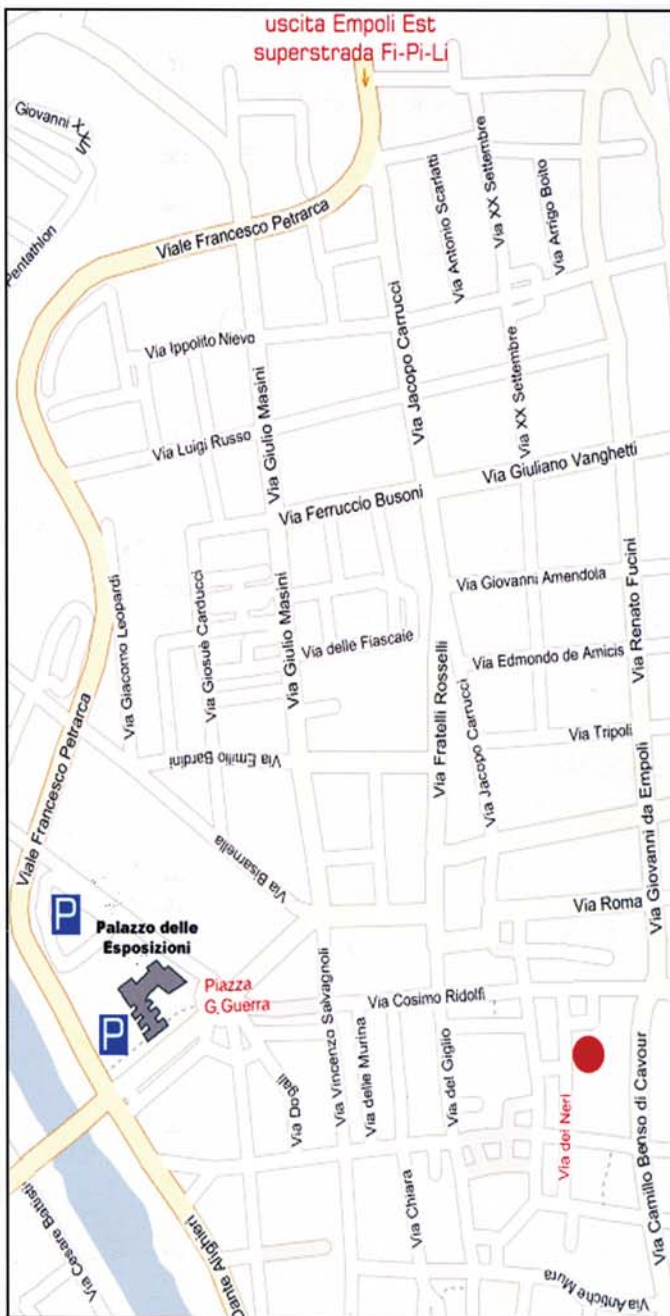 uscita Empoli Est
superstrada Fi-Pi-Li
Giovanni XXIII
Pentathlon
Viale Francesco Petrarca
Via Antonio Scarlatti
Via XX Settembre
Via Arrigo Boito
Via Ippolito Nievo
Via Jacopo Carrucci
Via Giulio Masini
Via XX Settembre
Via Luigi Russo
Via Giuliano Vanghetti
Via Ferruccio Busoni
Via Giovanni Amendola
Via Giacomo Leopardi
Via Giosuè Carducci
Via Giulio Masini
Via delle Fiascaie
Via Renato Fucini
Via Edmondo de Amicis
Via Fratelli Rosselli
Via Jacopo Carrucci
Via Tripoli
Via Emilio Bardini
Viale Francesco Petrarca
Via Bisarnella
Via Giovanni da Empoli
Via Roma
P
Palazzo delle
Esposizioni
Piazza
G.Guerra
P
Via Cosimo Ridolfi
Via Vincenzo Salvagnoli
Via delle Murina
Via Dogali
Via del Giglio
Via dei Neri
Via Camillo Benso di Cavour
Via Chiara
Via Cesare Battisti
Dante Alighieri
Via Antiche Mura